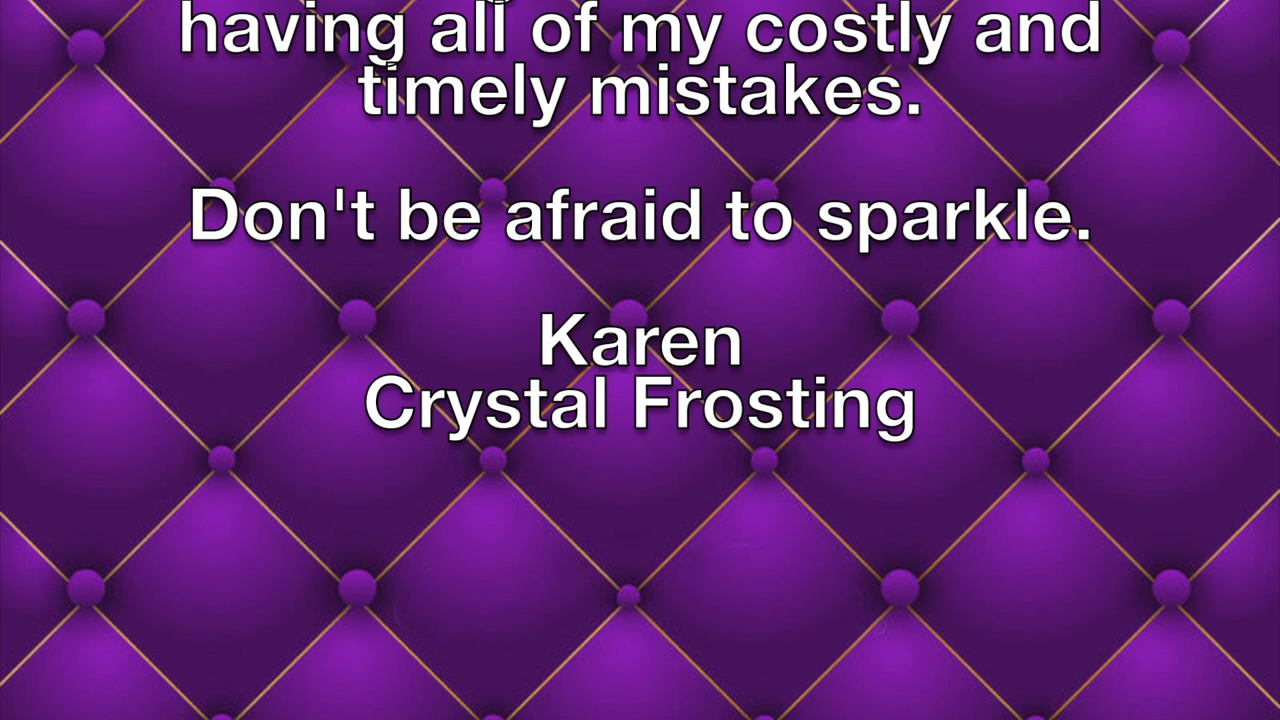 having all of my costly and
timely mistakes.
Don't be afraid to sparkle.
Karen
Crystal Frosting